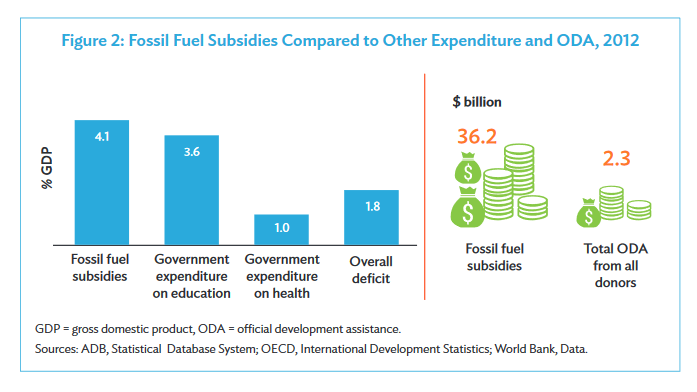 Figure 2: Fossil Fuel Subsidies Compared to Other Expenditure and ODA, 2012
% GDP
4.1
3.6
1.0
1.8
Fossil fuel
subsidies
Government
expenditure
on education
Government
expenditure
on health
Overall
deficit
$ billion
36.2
$
$
Fossil fuel
subsidies
2.3
$
Total ODA
from all
donors
GDP = gross domestic product, ODA = official development assistance.
Sources: ADB, Statistical Database System; OECD, International Development Statistics; World Bank, Data.